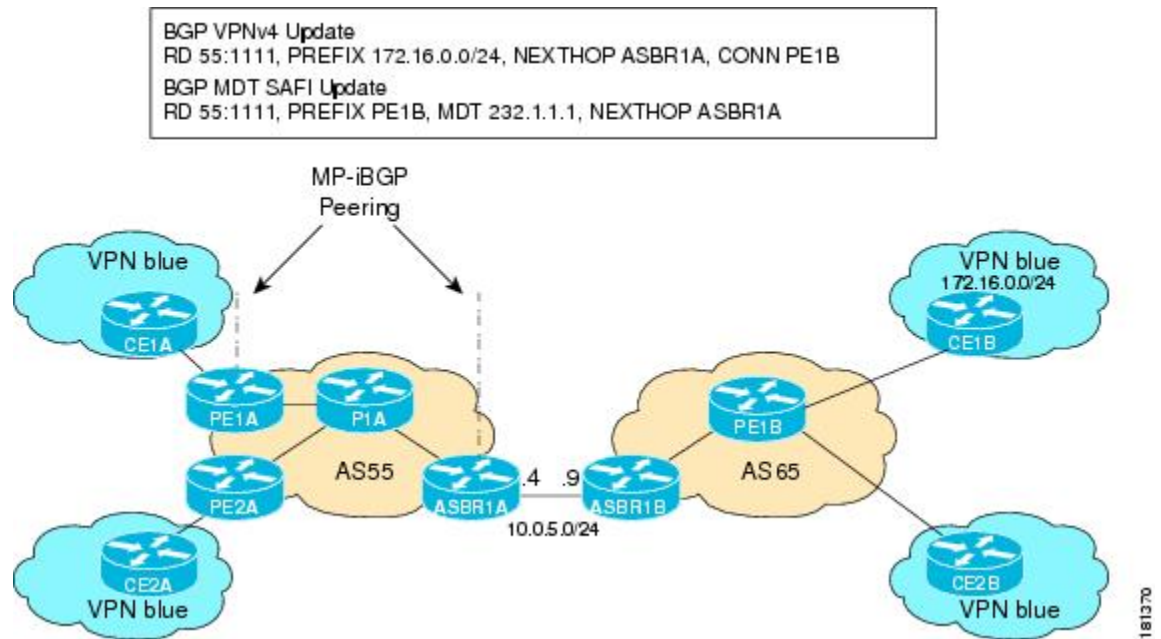 BGP VPNv4 Update
RD 55:1111, PREFIX 172.16.0.0/24, NEXTHOP ASBR1A, CONN PE1B
BGP MDT SAFI Update
RD 55:1111, PREFIX PE1B, MDT 232.1.1.1, NEXTHOP ASBR1A
MP-iBGP
Peering
VPN blue
CE1A
VPN blue
172.16.0.0/24
CE1B
PE1A
P1A
PE1B
AS55
AS65
PE2A
ASBR1A
.4
.9
ASBR1B
10.0.5.0/24
CE2A
VPN blue
CE2B
VPN blue
181370